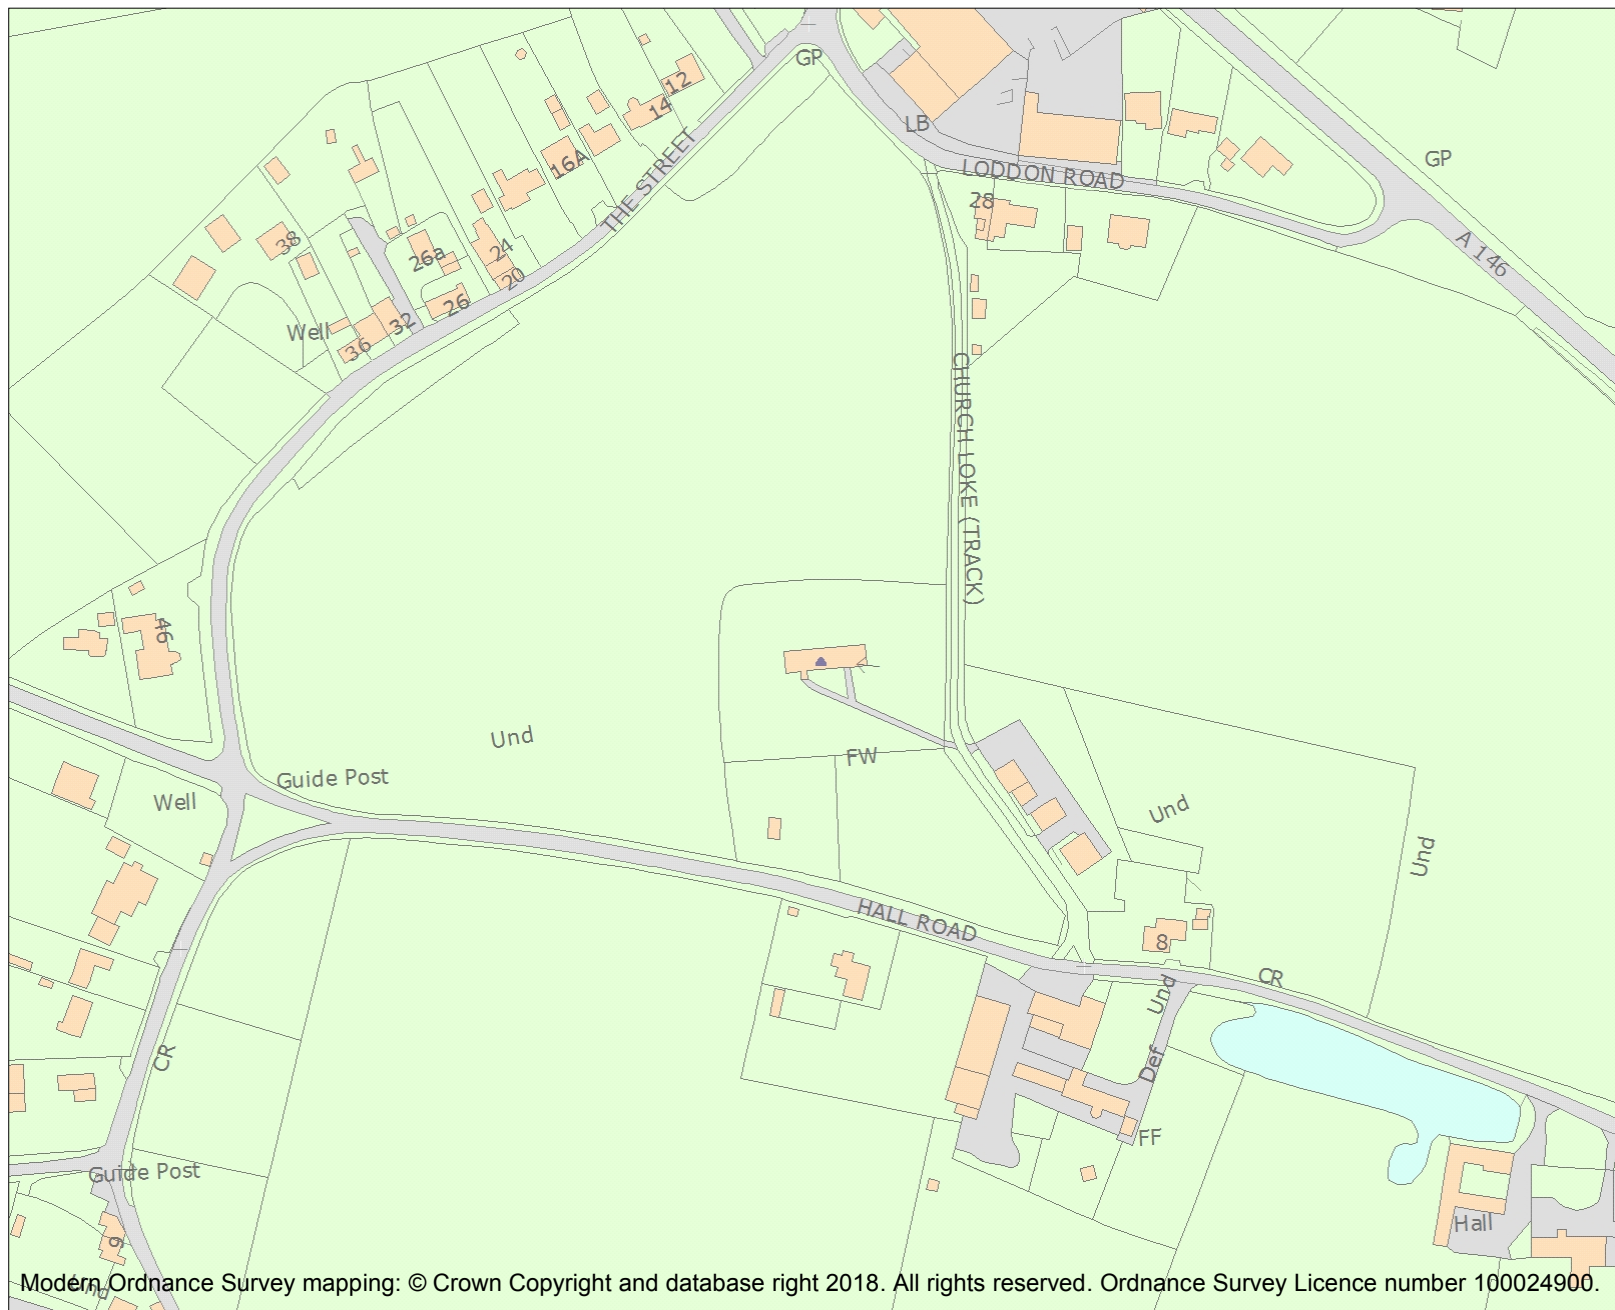 GP
12
14
LB
GP
16A
LODDON ROAD
THE STREET
28
38
24
26a
A 146
20
26
Well
32
36
CHURCH LOKE (TRACK)
46
Und
FW
Guide Post
Well
Und
Und
HALL ROAD
8
CR
Und
CR
Def
FF
Guide Post
Hall
9
Und
Modern Ordnance Survey mapping: © Crown Copyright and database right 2018. All rights reserved. Ordnance Survey Licence number 100024900.